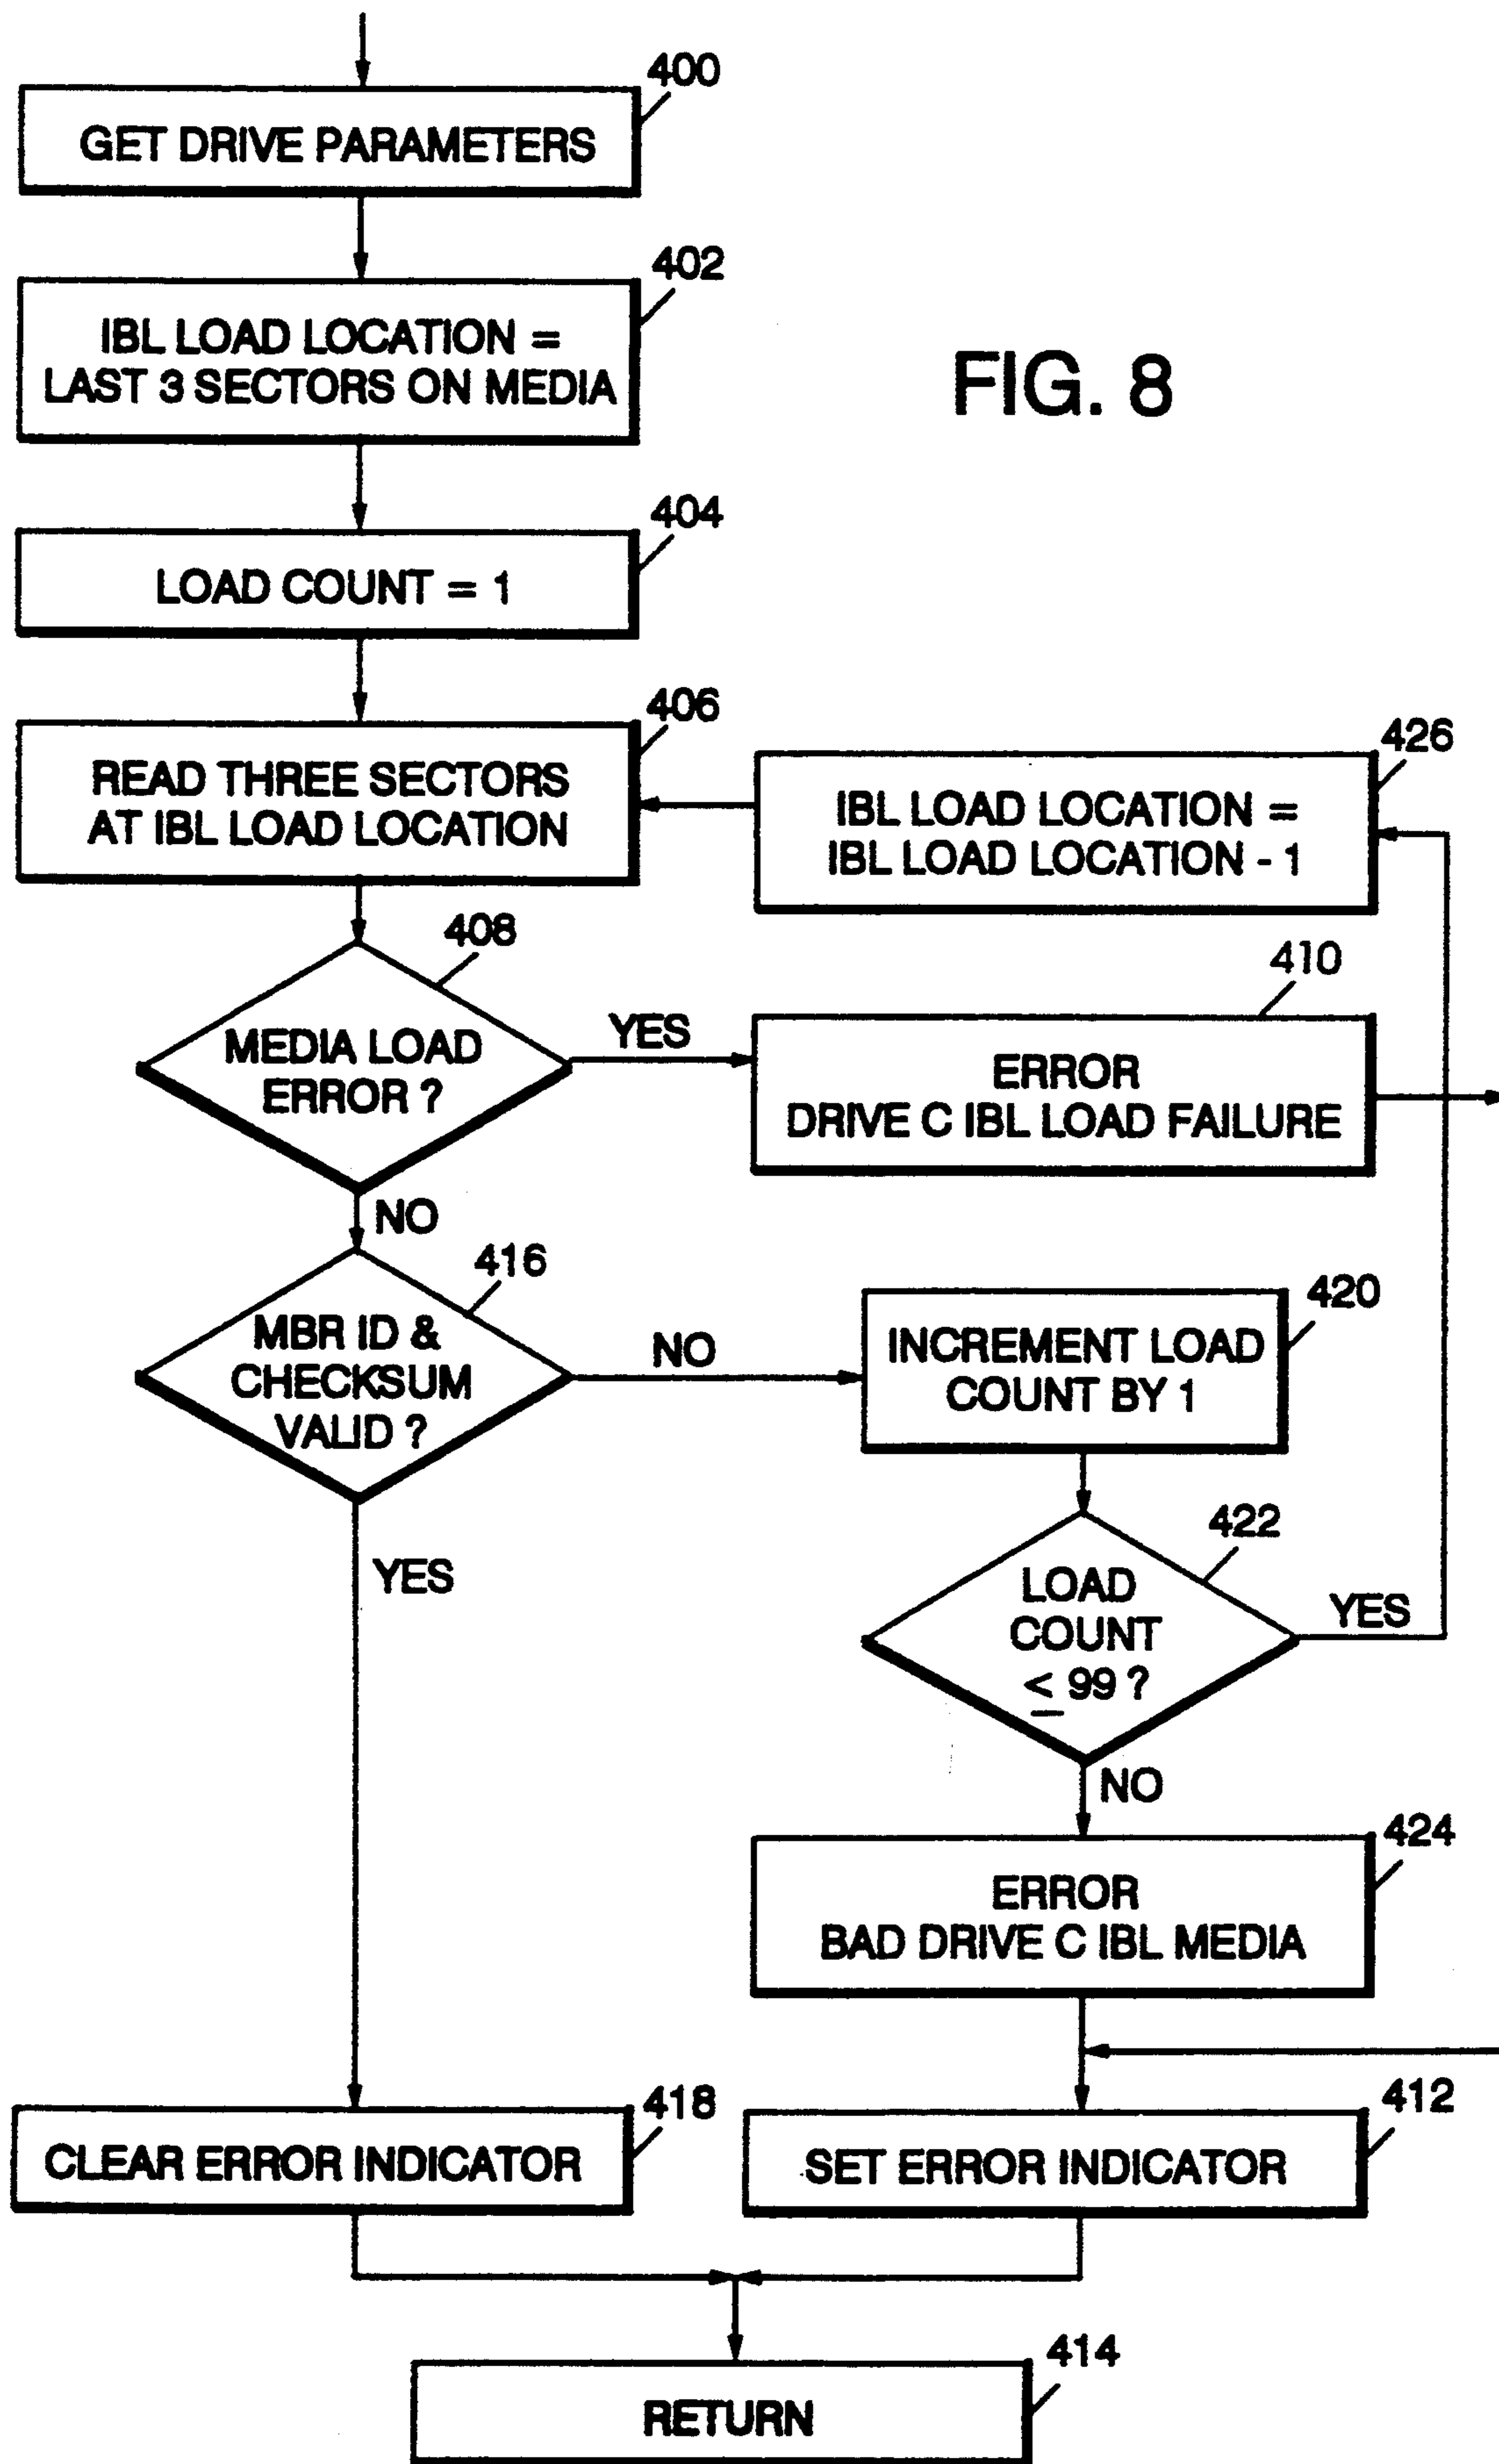 400
GET DRIVE PARAMETERS
402
IBL LOAD LOCATION =
LAST 3 SECTORS ON MEDIA
FIG. 8
404
LOAD COUNT = 1
406
READ THREE SECTORS
AT IBL LOAD LOCATION
426
IBL LOAD LOCATION =
IBL LOAD LOCATION - 1
408
MEDIA LOAD
ERROR ?
YES
410
ERROR
DRIVE C IBL LOAD FAILURE
NO
416
MBR ID &
CHECKSUM
VALID ?
NO
420
INCREMENT LOAD
COUNT BY 1
YES
422
LOAD
COUNT
≤ 99 ?
YES
NO
424
ERROR
BAD DRIVE C IBL MEDIA
418
CLEAR ERROR INDICATOR
412
SET ERROR INDICATOR
414
RETURN